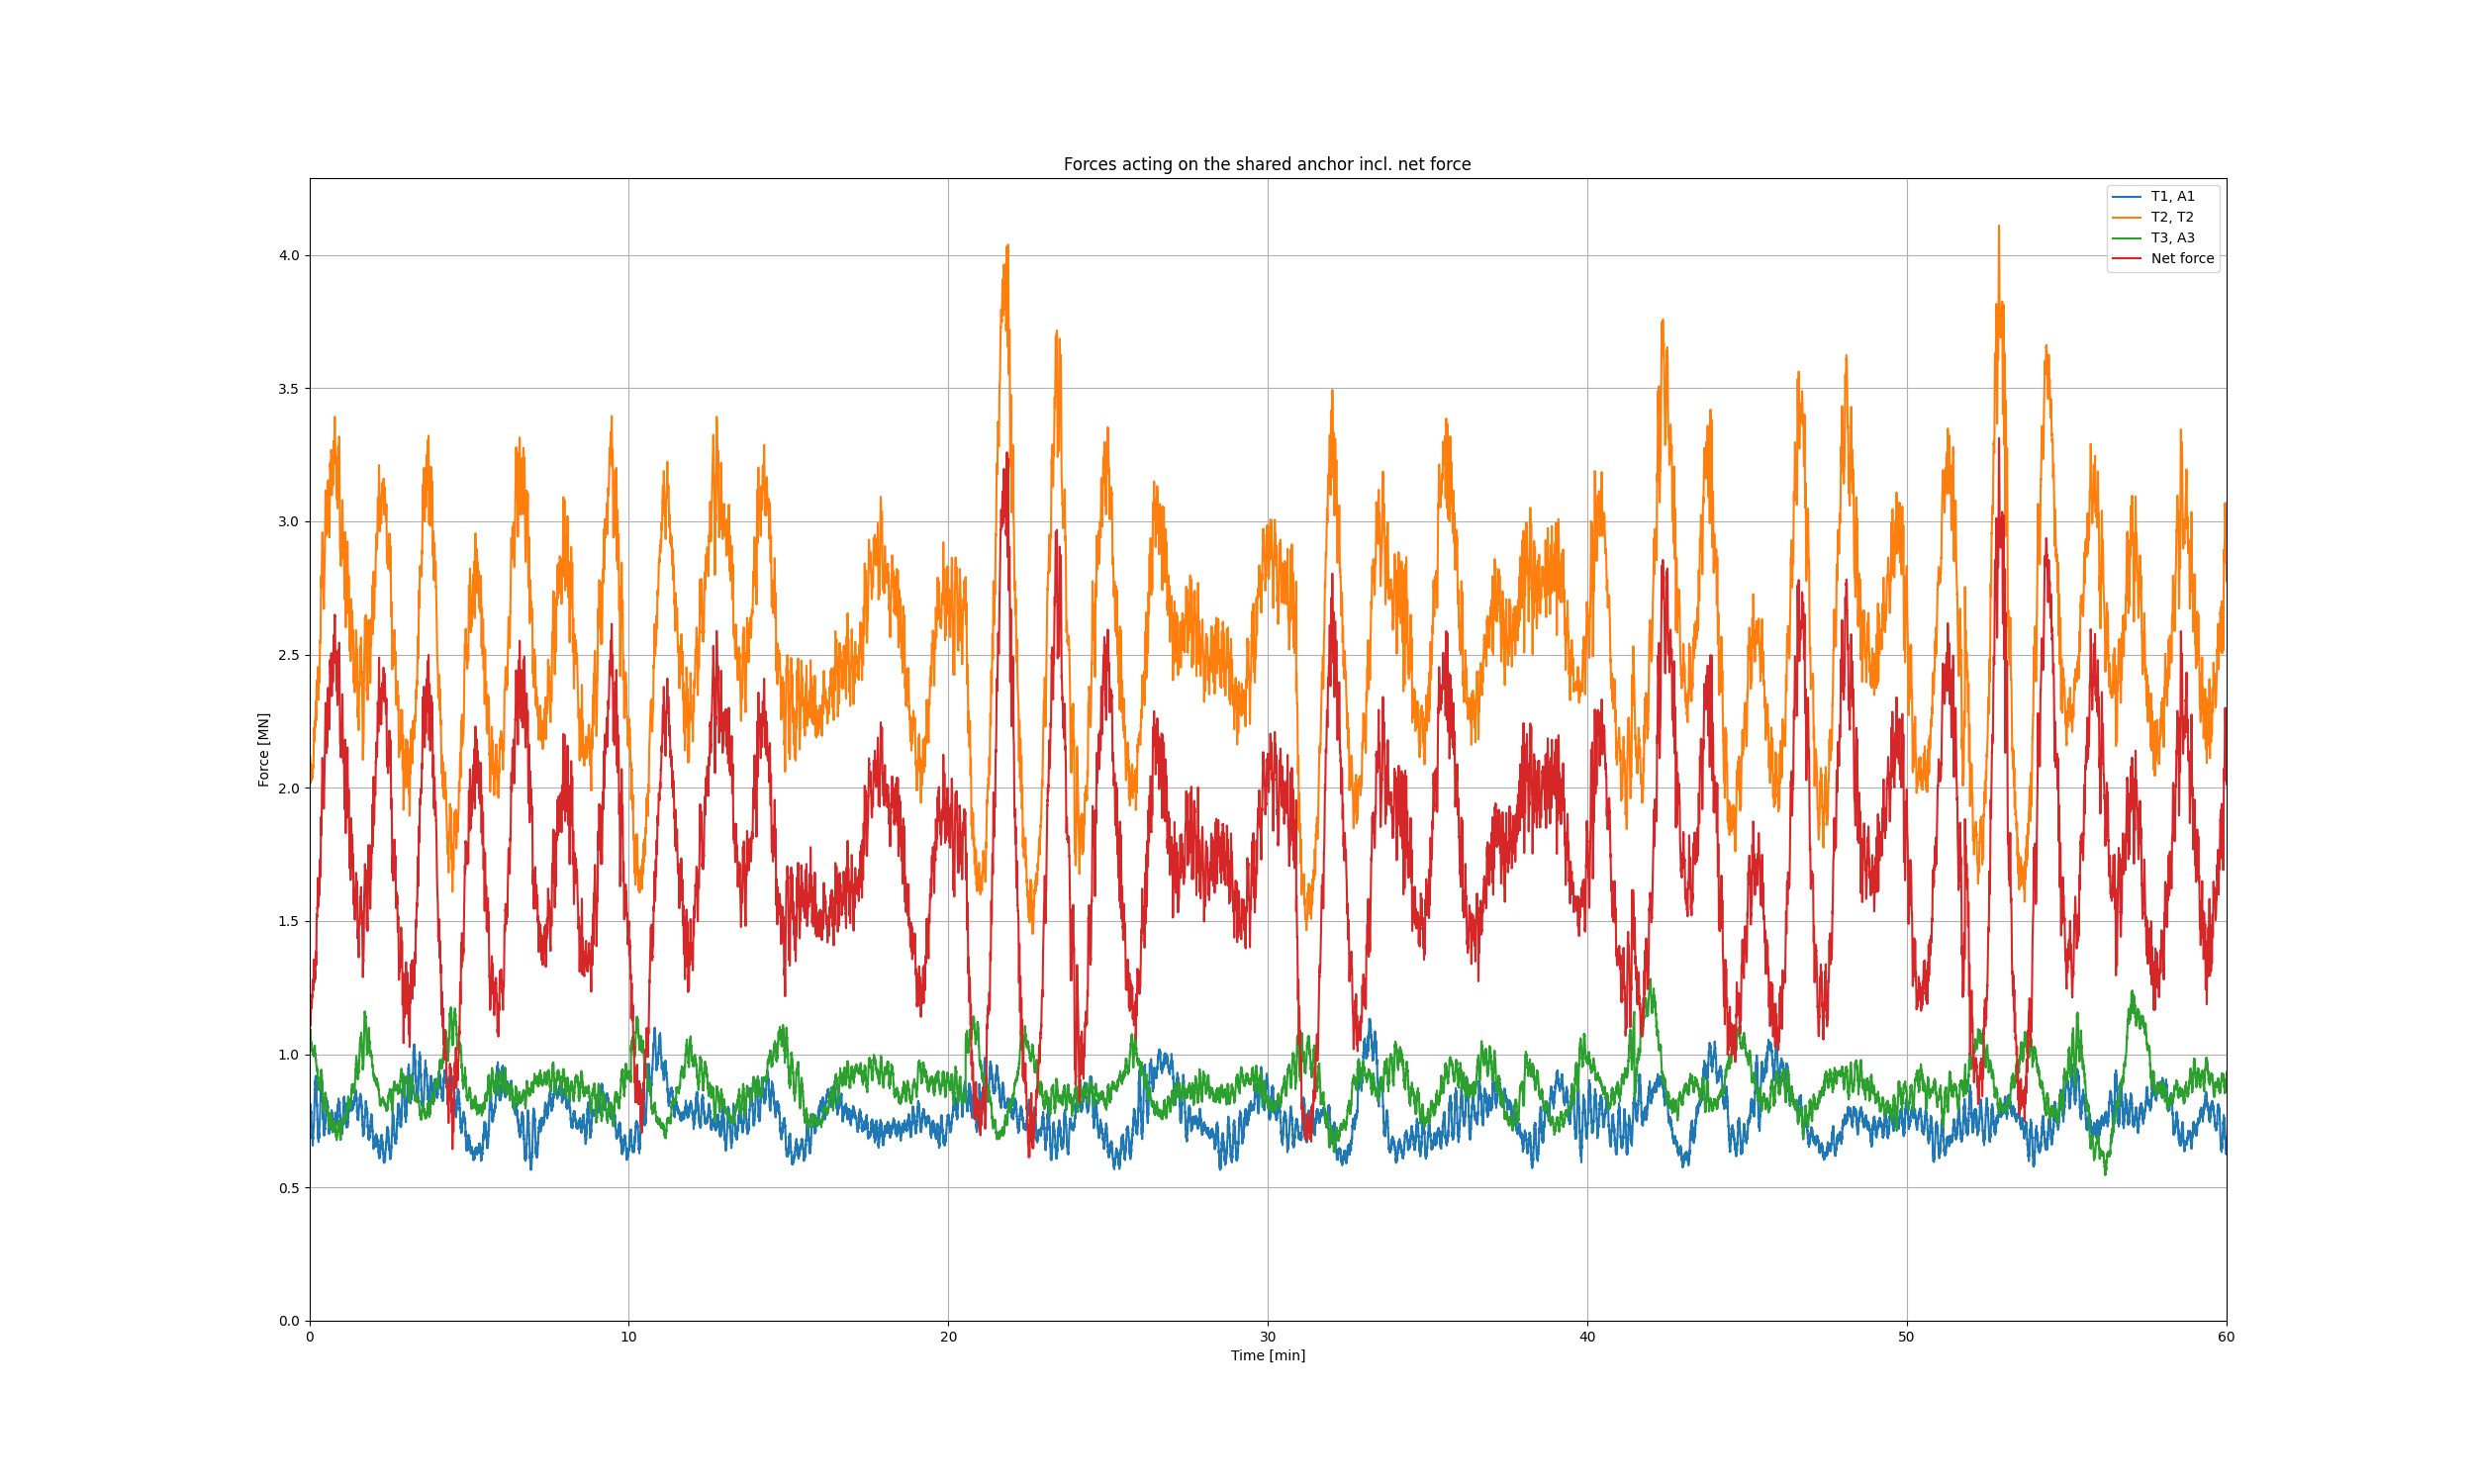 Forces acting on the shared anchor incl. net force
T1, A1
T2, T2
T3, A3
Net force
Force [MN]
4.0
3.5
3.0
2.5
2.0
1.5
1.0
0.5
0.0
0 10 20 30 40 50 60
Time [min]